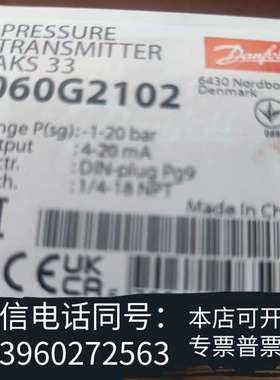 PRESSURE
TRANSMITTER
Danfoss
AKS 33
060G2102
6430 Nordbo
Denmark
nge P(sg): -1-20 bar
4-20 mA
DIN-plug Pg9
1/4-18 NPT
Made in Ch
CE UK
CA
信电话同号:
本店可开
3960272563
专票普票